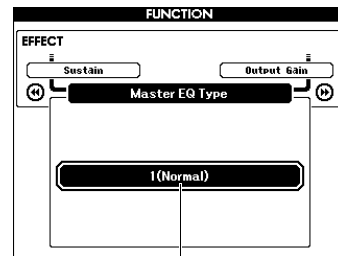 FUNCTION
EFFECT
Sustain
Output Gain
Master EQ Type
1(Normal)